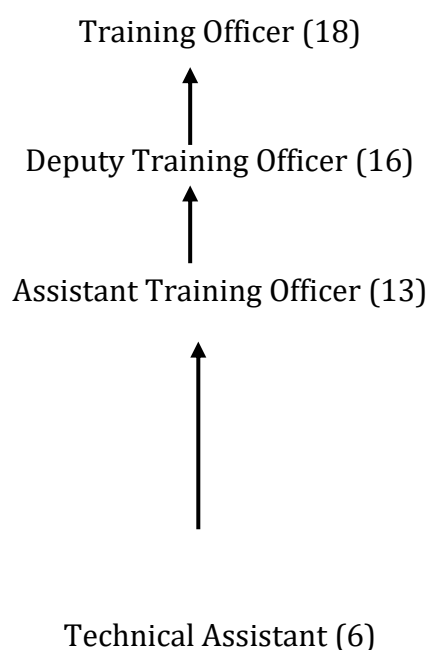 Training Officer (18)
Deputy Training Officer (16)
Assistant Training Officer (13)
Technical Assistant (6)